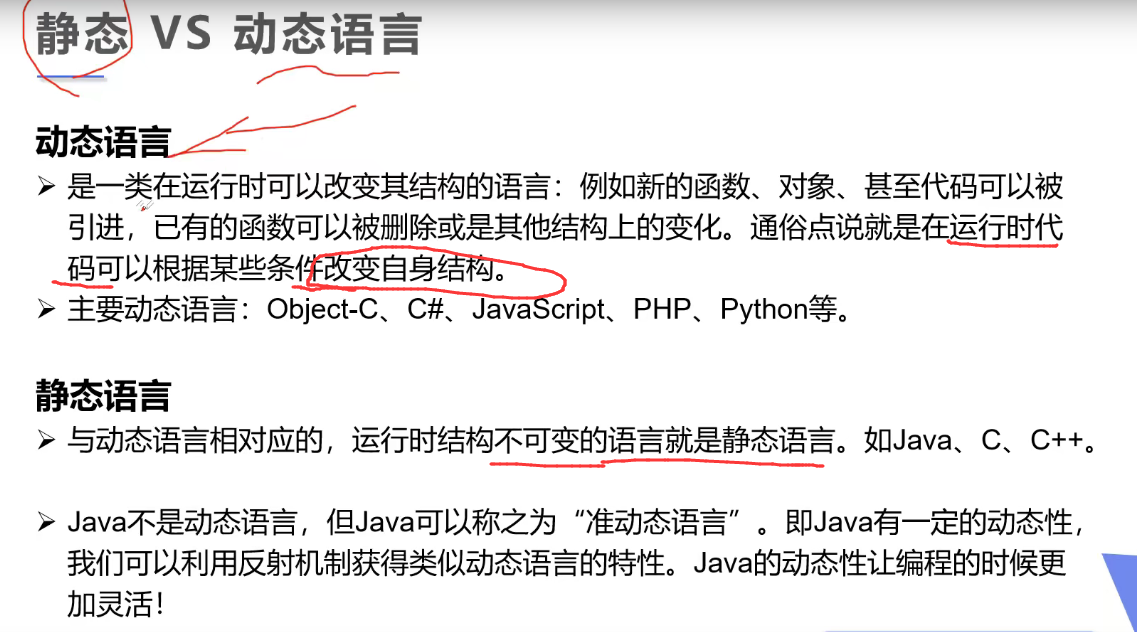 静态 VS 动态语言
动态语言
➢ 是一类在运行时可以改变其结构的语言：例如新的函数、对象、甚至代码可以被
引进，已有的函数可以被删除或是其他结构上的变化。通俗点说就是在运行时代
码可以根据某些条件改变自身结构。
➢ 主要动态语言：Object-C、C#、JavaScript、PHP、Python等。
静态语言
➢ 与动态语言相对应的，运行时结构不可变的语言就是静态语言。如Java、C、C++。
➢ Java不是动态语言，但Java可以称之为“准动态语言”。即Java有一定的动态性，
我们可以利用反射机制获得类似动态语言的特性。Java的动态性让编程的时候更
加灵活！